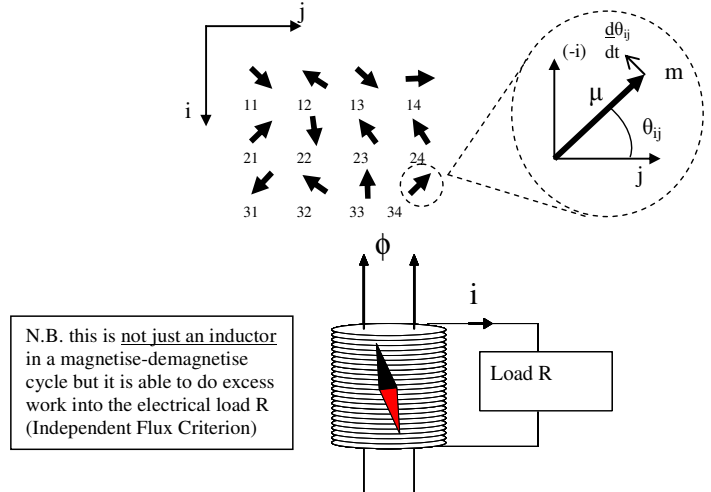 j
i
11 12 13 14
21 22 23 24
31 32 33 34
(-i)
dθij
dt
m
μ
θij
j
ϕ
i
N.B. this is not just an inductor
in a magnetise-demagnetise
cycle but it is able to do excess
work into the electrical load R
(Independent Flux Criterion)
Load R